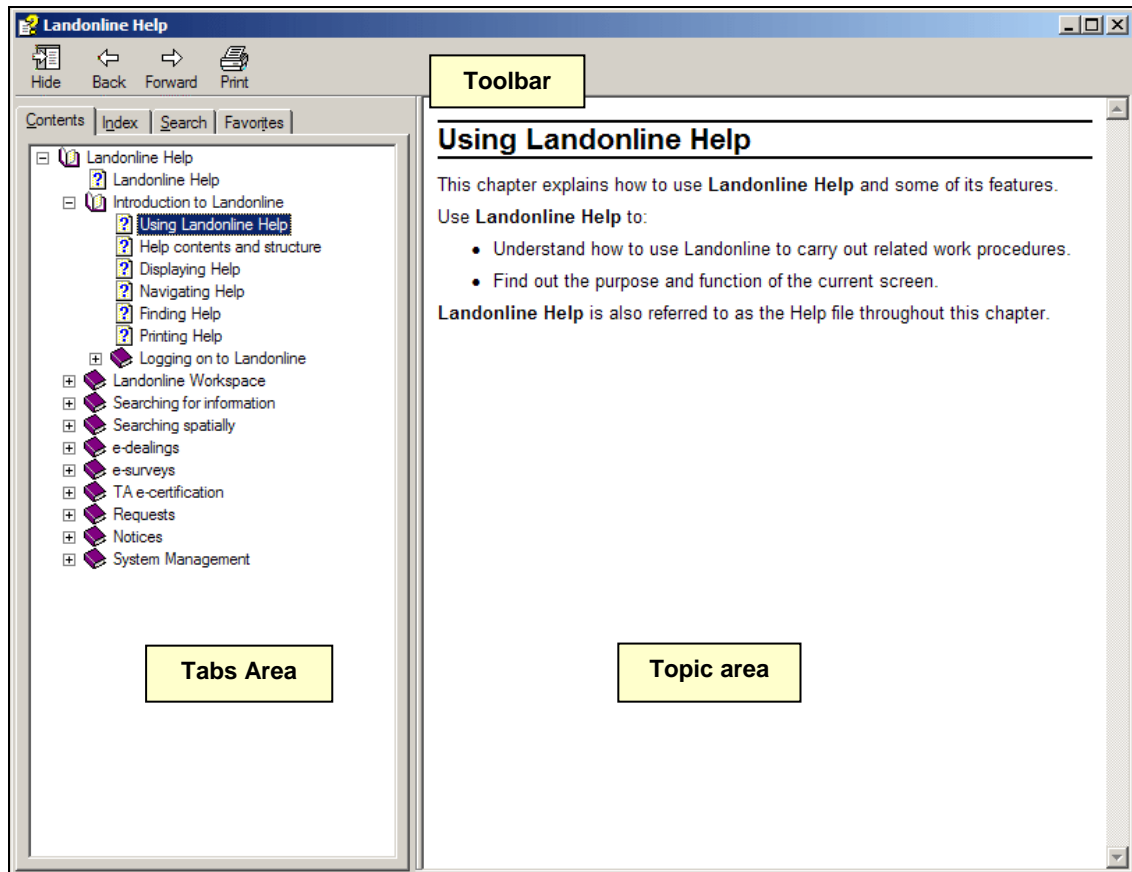 Landonline Help
Hide Back Forward Print
Toolbar
Contents Index Search Favorites
Landonline Help
Landonline Help
Introduction to Landonline
Using Landonline Help
Help contents and structure
Displaying Help
Navigating Help
Finding Help
Printing Help
Logging on to Landonline
Landonline Workspace
Searching for information
Searching spatially
e-dealings
e-surveys
TA e-certification
Requests
Notices
System Management
Tabs Area
Using Landonline Help
This chapter explains how to use Landonline Help and some of its features.
Use Landonline Help to:
• Understand how to use Landonline to carry out related work procedures.
• Find out the purpose and function of the current screen.
Landonline Help is also referred to as the Help file throughout this chapter.
Topic area